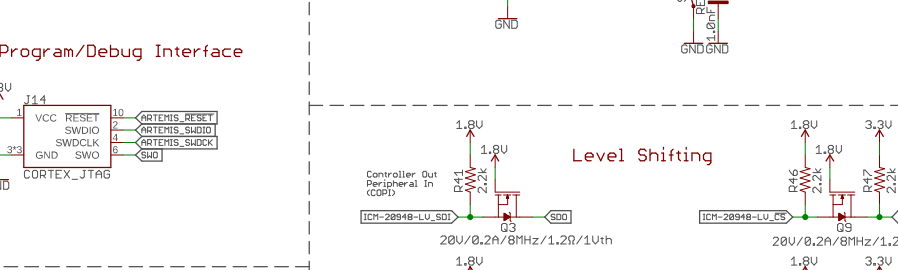 GND
1.0nF
GND
GND
Program/Debug Interface
J14
1
VCC
RESET
10
ARTEMIS_RESET
SWDIO
2
ARTEMIS_SWDIO
SWDCLK
4
ARTEMIS_SWDCK
3*3
GND
SWO
6
SWO
CORTEX_JTAG
Level Shifting
Controller Out
Peripheral In
(COPI)
1.8V
1.8V
R41
2.2k
ICM-20948-LV_SDI
SDO
Q3
20V/0.2A/8MHz/1.2Ω/1Vth
1.8V
1.8V
3.3V
1.8V
R46
2.2k
R47
2.2k
ICM-20948-LV_CS
Q9
20V/0.2A/8MHz/1.2
1.8V
3.3V